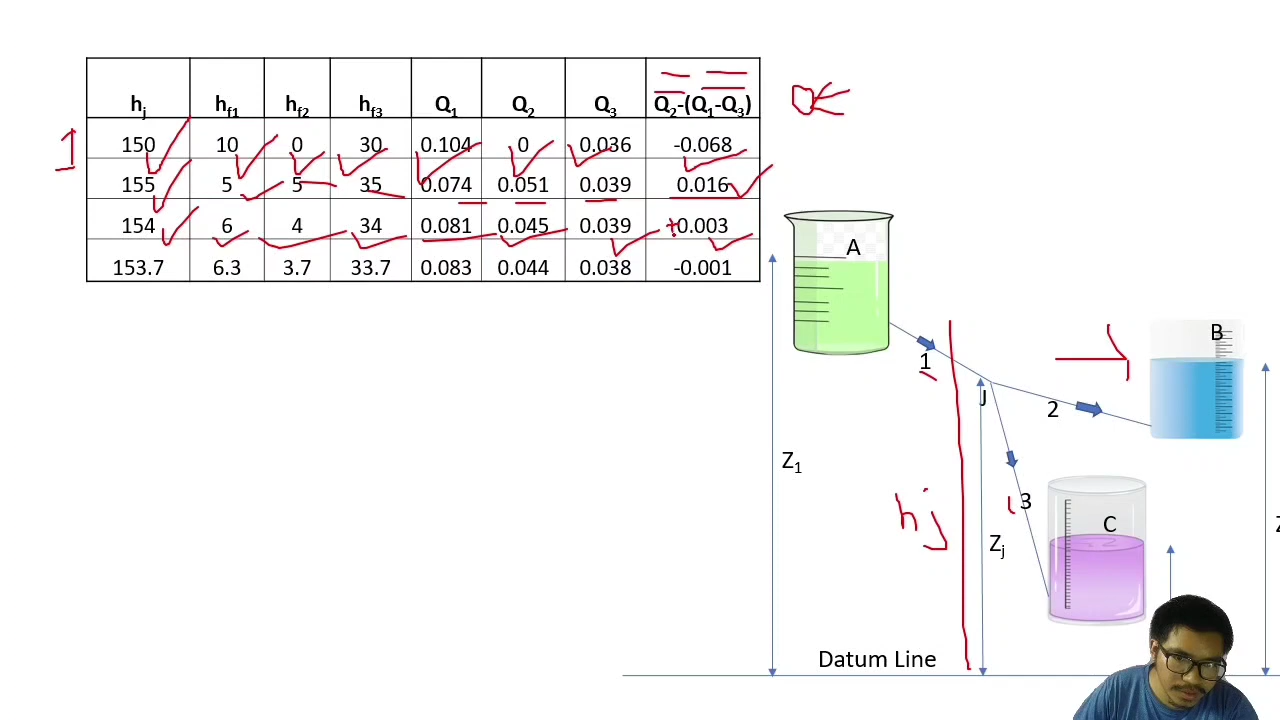 hj hf1 hf2 hf3 Q1 Q2 Q3 Q2-(Q1-Q3)
1 150 10 0 30 0.104 0 0.036 -0.068
155 5 5 35 0.074 0.051 0.039 0.016
154 6 4 34 0.081 0.045 0.039 +0.003
153.7 6.3 3.7 33.7 0.083 0.044 0.038 -0.001
A
B
1
J
2
Z1
hj
3
C
Zj
Z
Datum Line